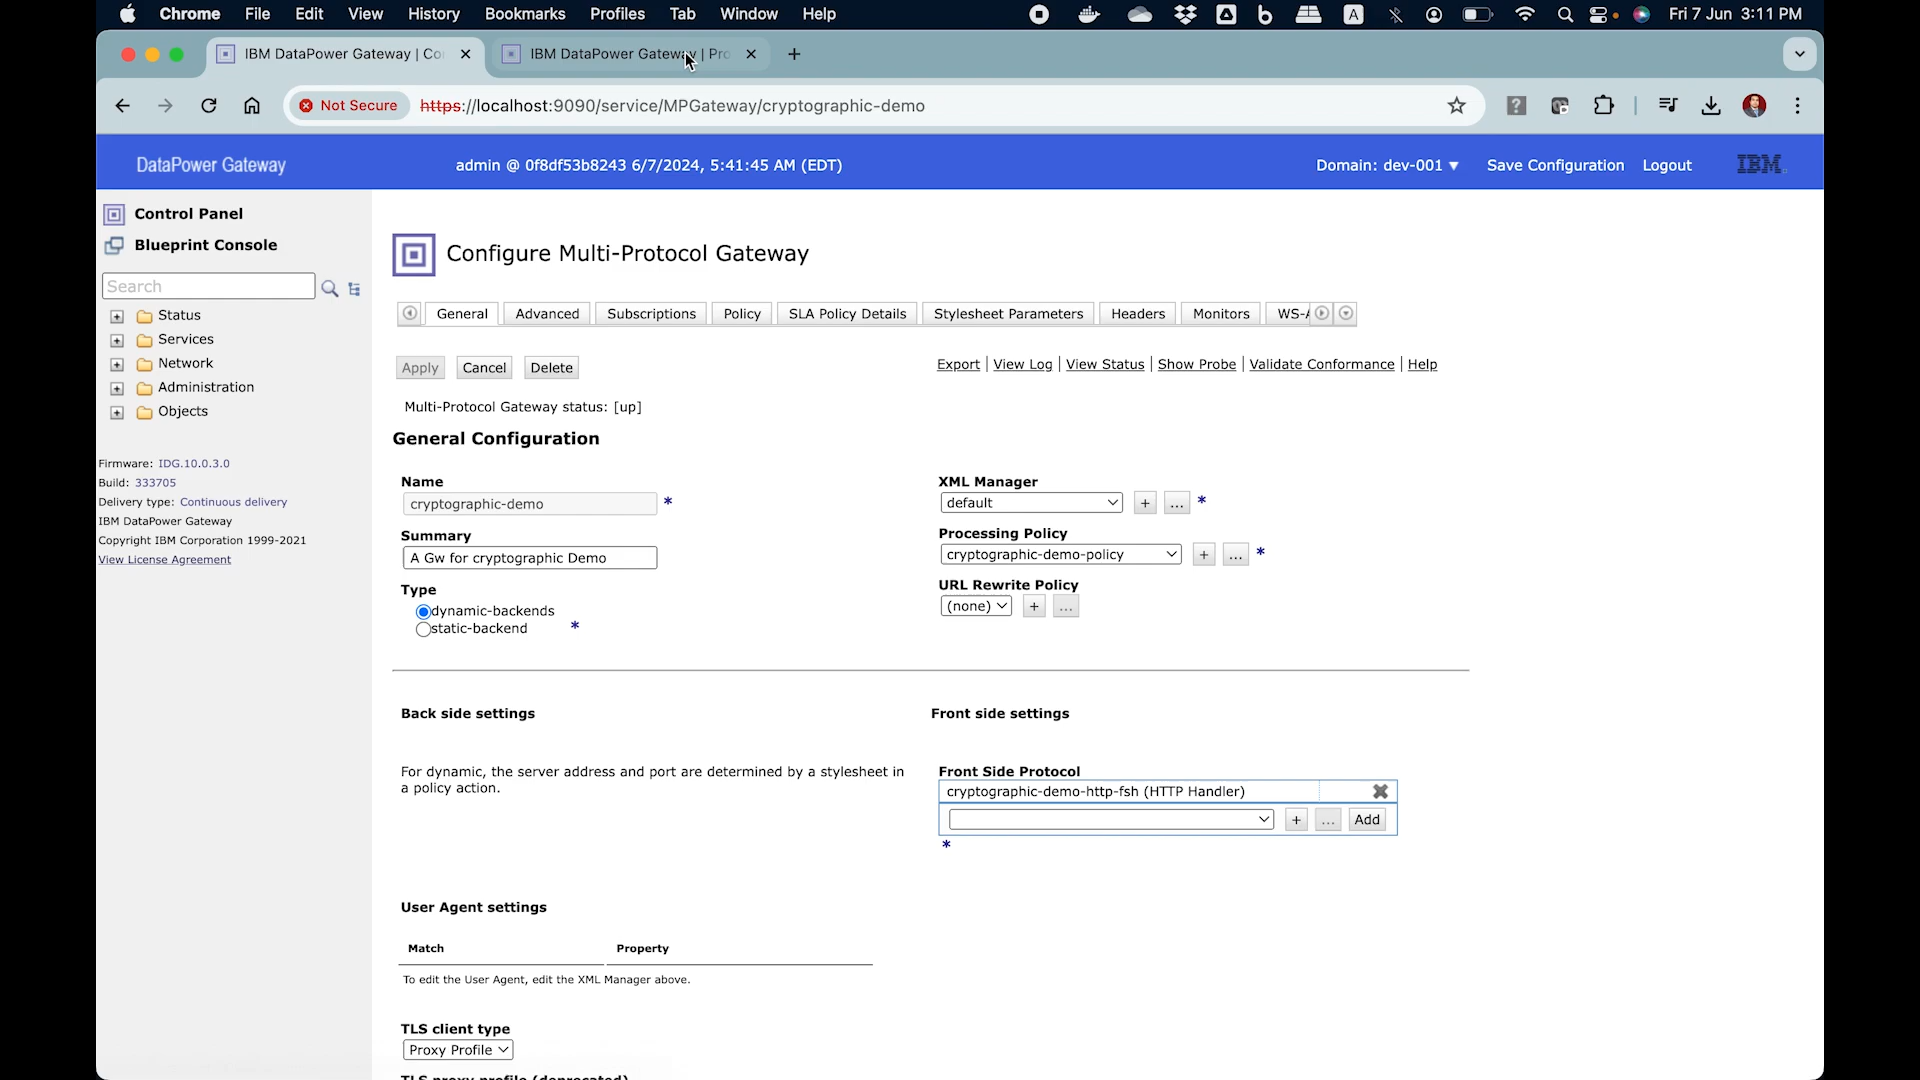 Chrome File Edit View History Bookmarks Profiles Tab Window Help A Fri 7 Jun 3:11 PM
IBM DataPower Gateway | Co IBM DataPower Gateway | Pro
Not Secure https://localhost:9090/service/MPGateway/cryptographic-demo
DataPower Gateway admin @ 0f8df53b8243 6/7/2024, 5:41:45 AM (EDT) Domain: dev-001 Save Configuration Logout IBM
Control Panel
Blueprint Console
Search
Status
Services
Network
Administration
Objects
Firmware: IDG.10.0.3.0
Build: 333705
Delivery type: Continuous delivery
IBM DataPower Gateway
Copyright IBM Corporation 1999-2021
View License Agreement
Configure Multi-Protocol Gateway
General Advanced Subscriptions Policy SLA Policy Details Stylesheet Parameters Headers Monitors WS-A
Apply Cancel Delete Export | View Log | View Status | Show Probe | Validate Conformance | Help
Multi-Protocol Gateway status: [up]
General Configuration
Name
cryptographic-demo *
Summary
A Gw for cryptographic Demo
Type
dynamic-backends
static-backend *
XML Manager
default + ... *
Processing Policy
cryptographic-demo-policy + ... *
URL Rewrite Policy
(none) + ...
Back side settings
For dynamic, the server address and port are determined by a stylesheet in
a policy action.
Front side settings
Front Side Protocol
cryptographic-demo-http-fsh (HTTP Handler)
+ ... Add
*
User Agent settings
Match Property
To edit the User Agent, edit the XML Manager above.
TLS client type
Proxy Profile
TLS proxy profile (deprecated)